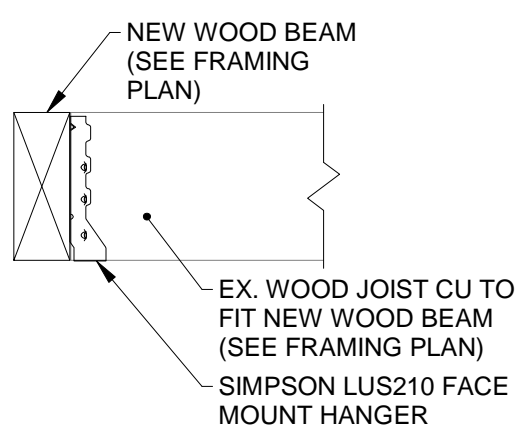 NEW WOOD BEAM
(SEE FRAMING
PLAN)
EX. WOOD JOIST CU TO
FIT NEW WOOD BEAM
(SEE FRAMING PLAN)
SIMPSON LUS210 FACE
MOUNT HANGER